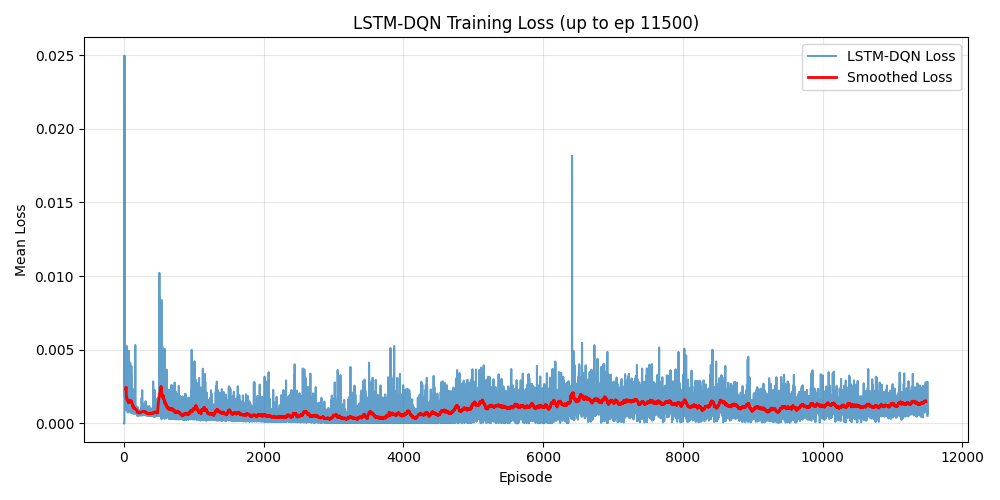 LSTM-DQN Training Loss (up to ep 11500)
LSTM-DQN Loss
Smoothed Loss
Mean Loss
0.025
0.020
0.015
0.010
0.005
0.000
0 2000 4000 6000 8000 10000 12000
Episode